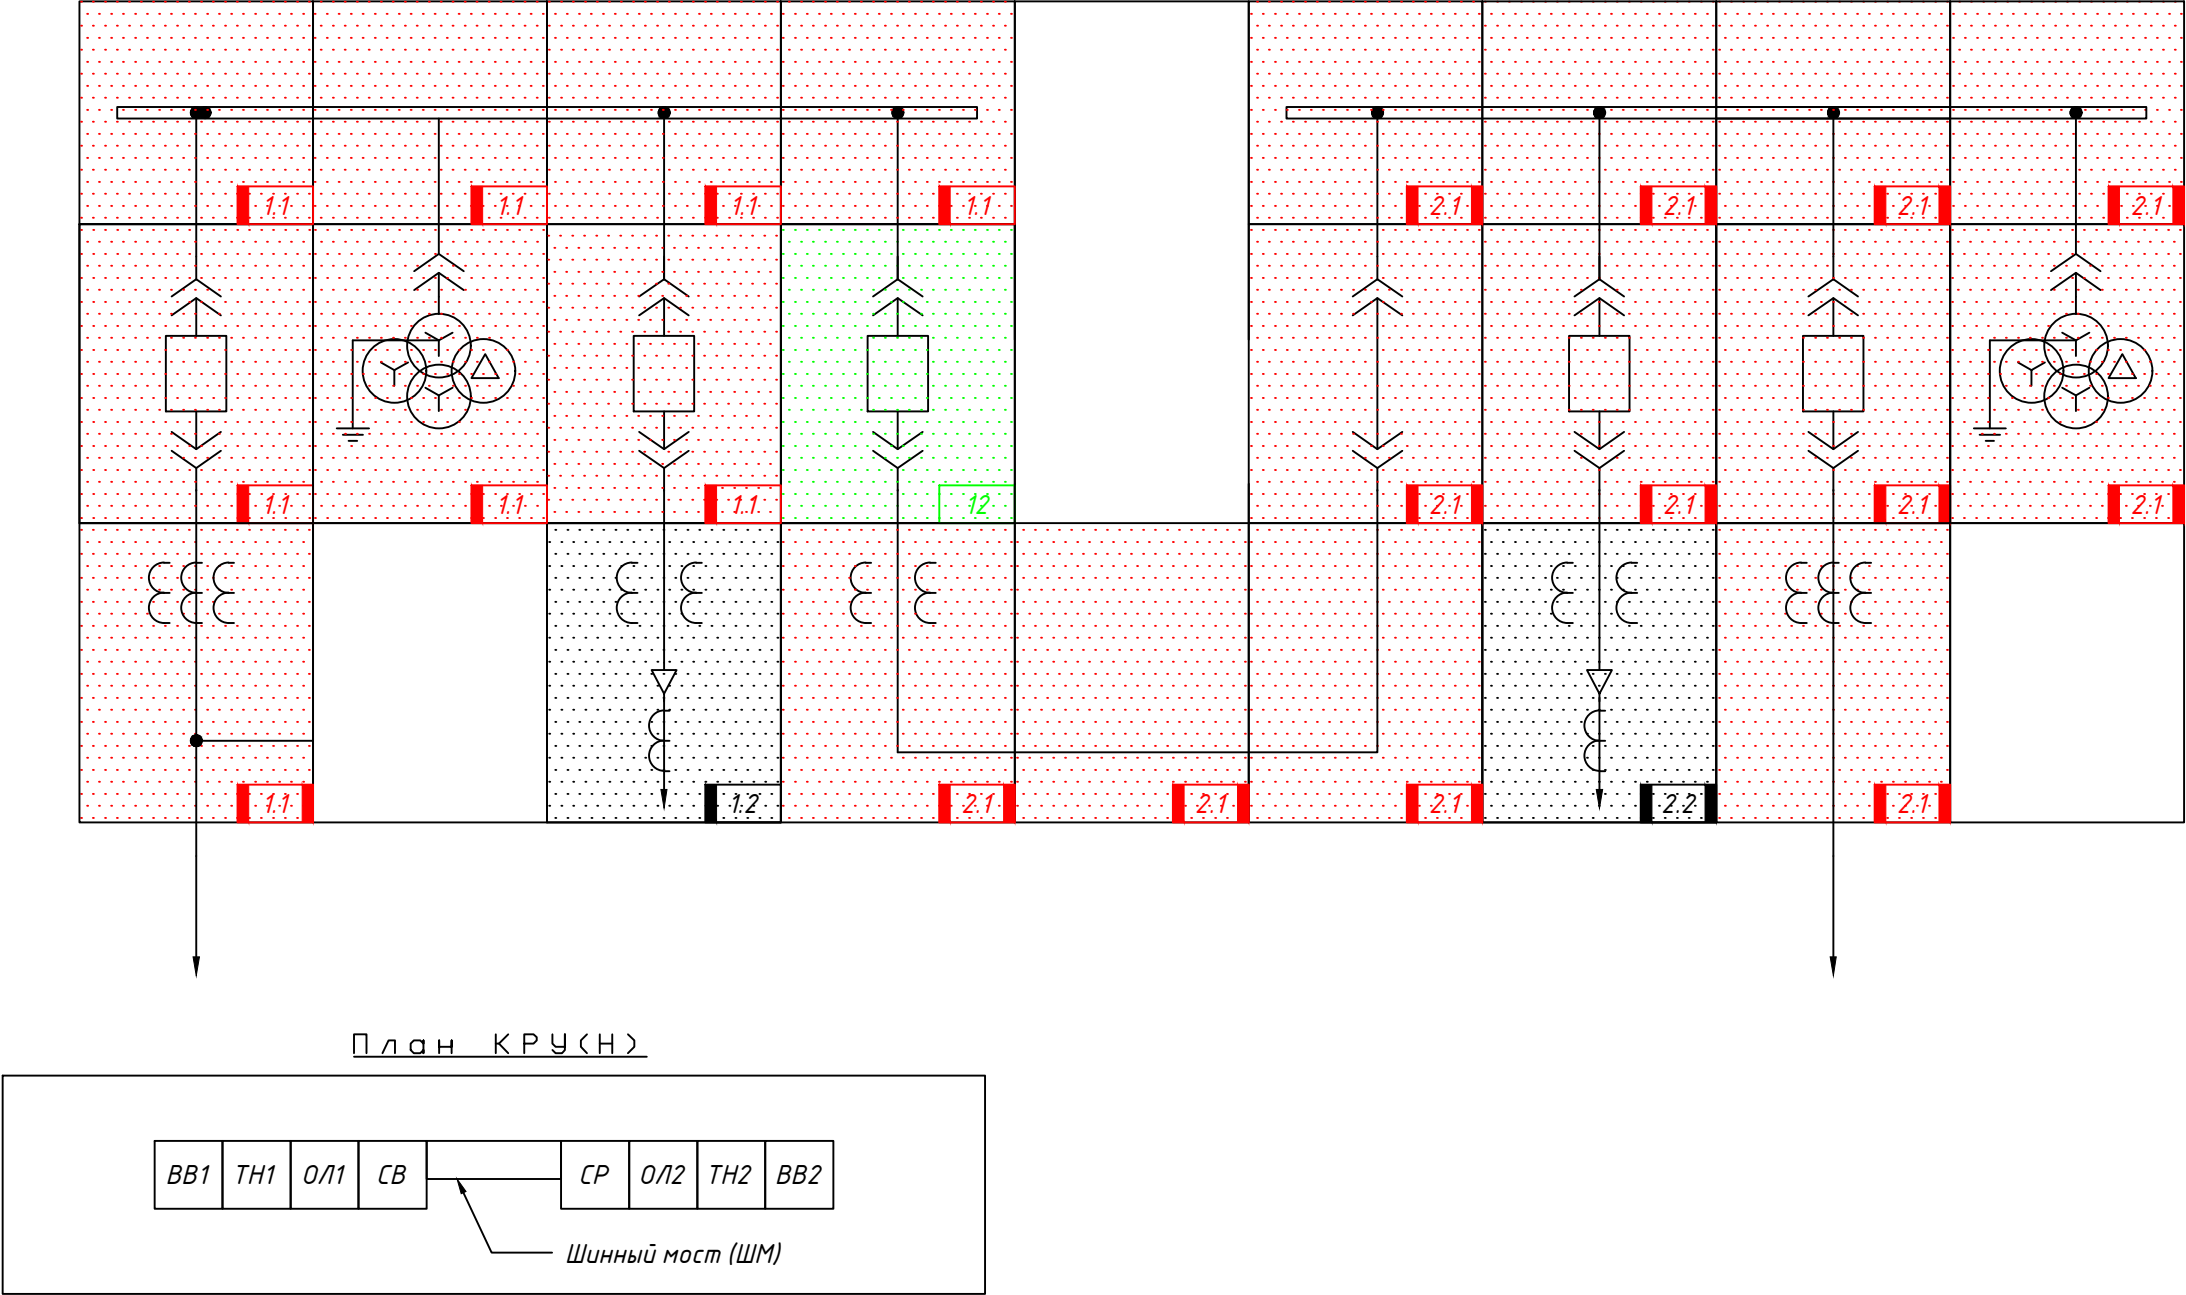 1.1 1.1 1.1 1.1 2.1 2.1 2.1 2.1
1.1 1.1 1.1 12 2.1 2.1 2.1 2.1
1.1 1.2 2.1 2.1 2.1 2.2 2.1
План КРУ(Н)
ВВ1 ТН1 ОЛ1 СВ СР ОЛ2 ТН2 ВВ2
Шинный мост (ШМ)